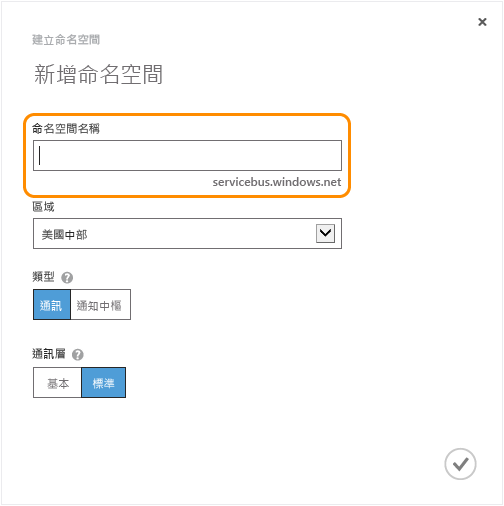 建立命名空間
新增命名空間
命名空間名稱
servicebus.windows.net
區域
美國中部
類型 ?
通訊 通知中樞
通訊層 ?
基本 標準